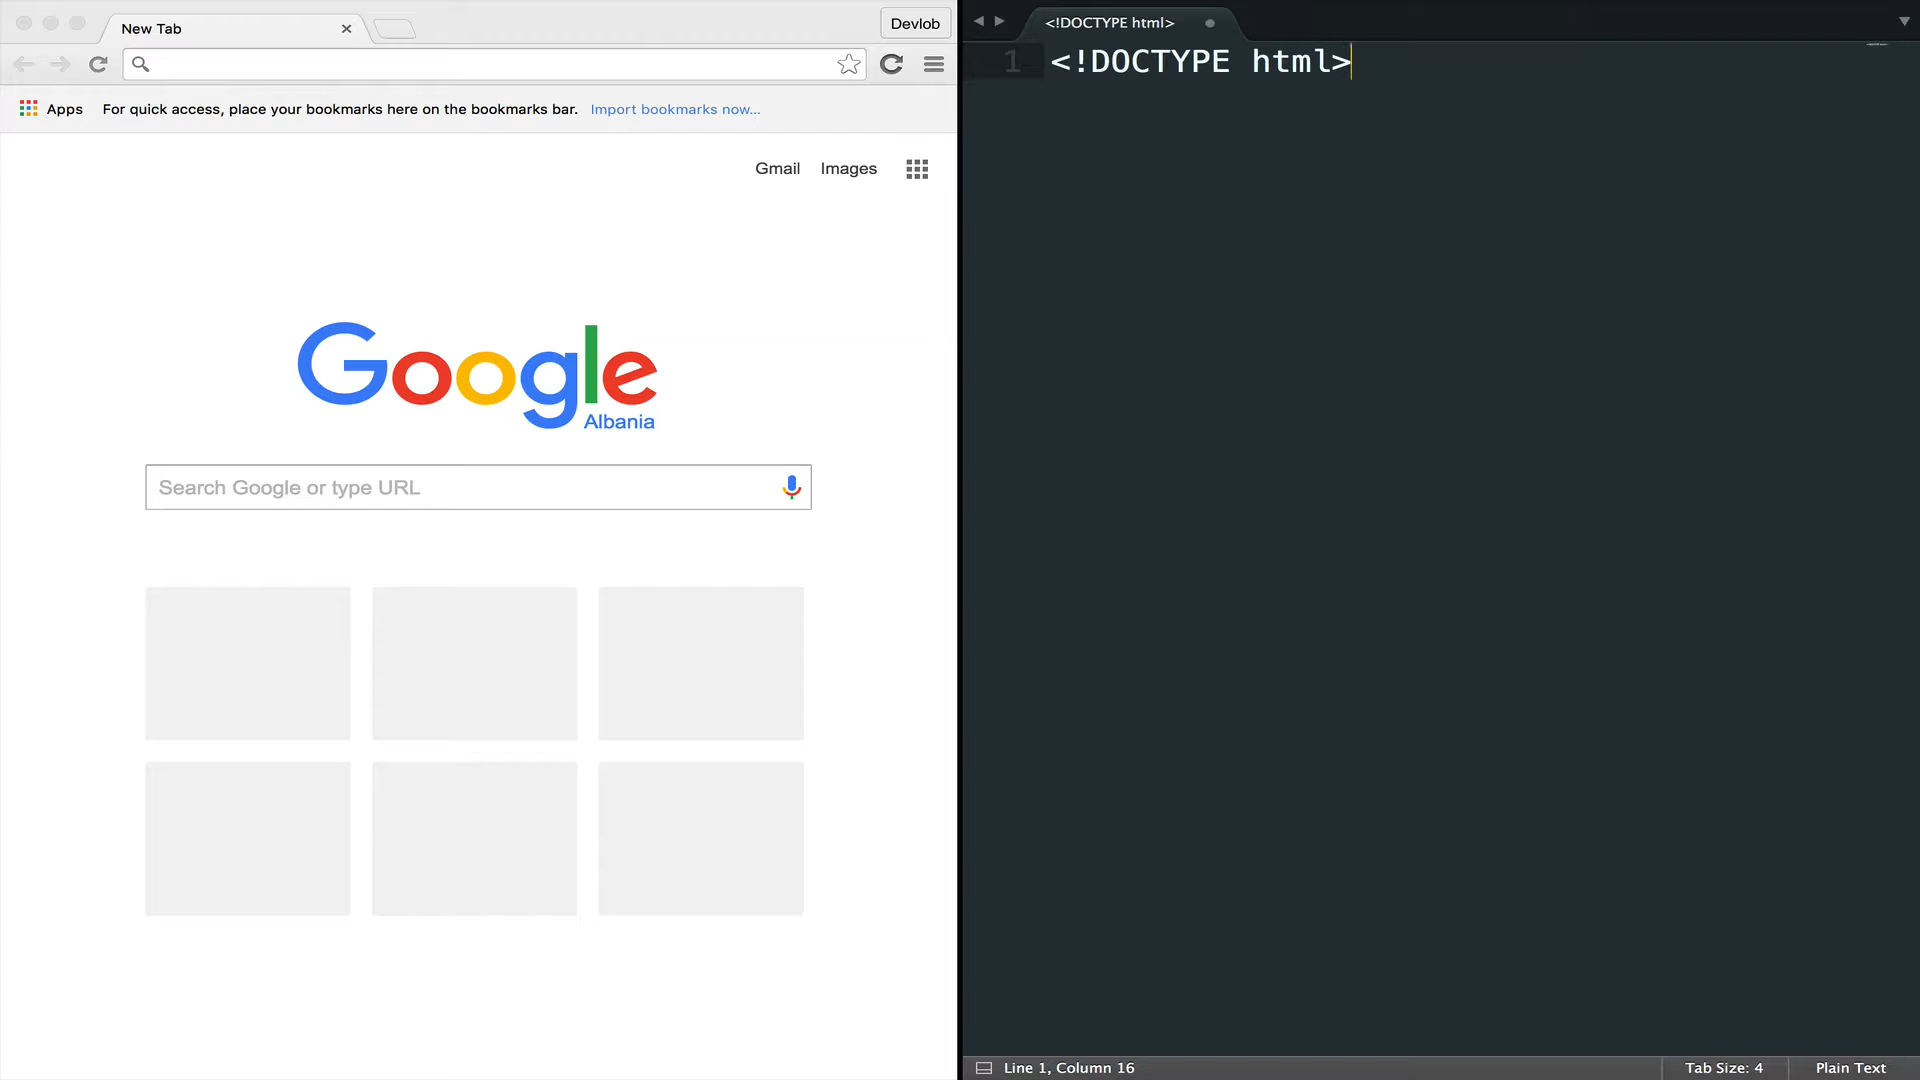 New Tab
Devlob
Apps
For quick access, place your bookmarks here on the bookmarks bar. Import bookmarks now...
Gmail Images
Google
Albania
Search Google or type URL
<!DOCTYPE html>
1 <!DOCTYPE html>
Line 1, Column 16
Tab Size: 4
Plain Text